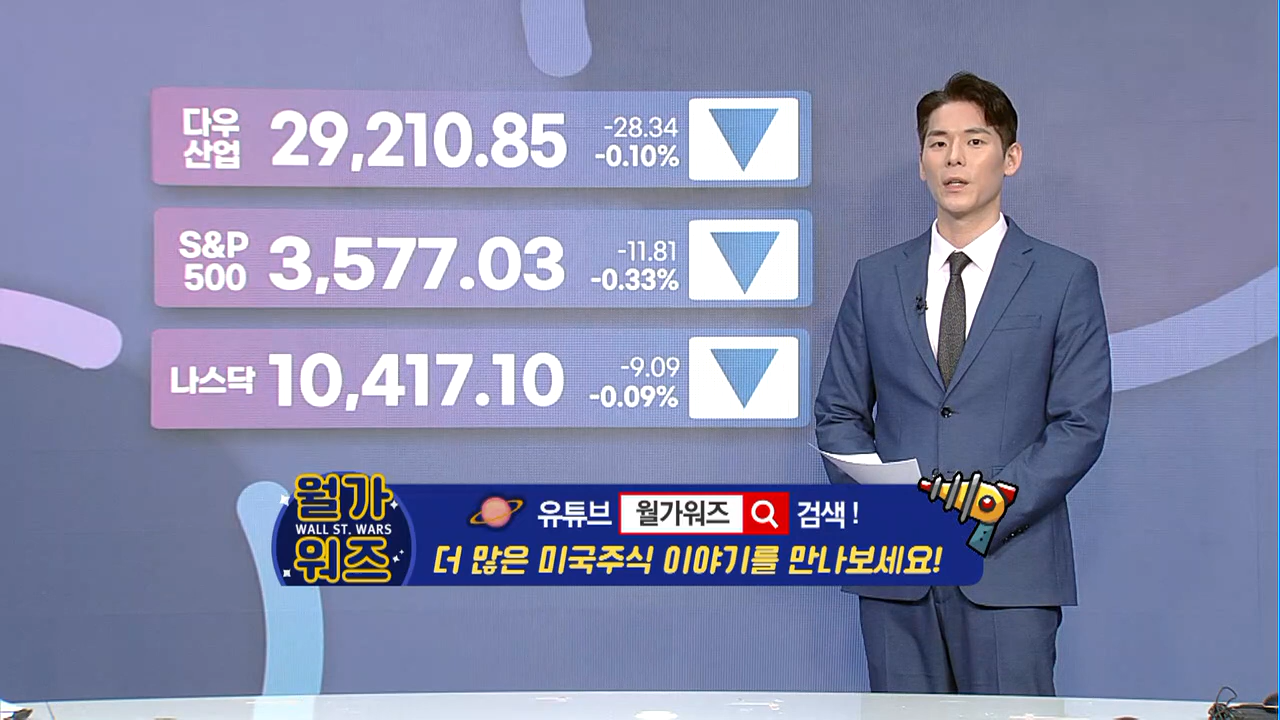 다우
산업
29,210.85
-28.34
-0.10%
S&P
500
3,577.03
-11.81
-0.33%
나스닥
10,417.10
-9.09
-0.09%
월가
WALL ST. WARS
워즈
유튜브 월가워즈 검색!
더 많은 미국주식 이야기를 만나보세요!